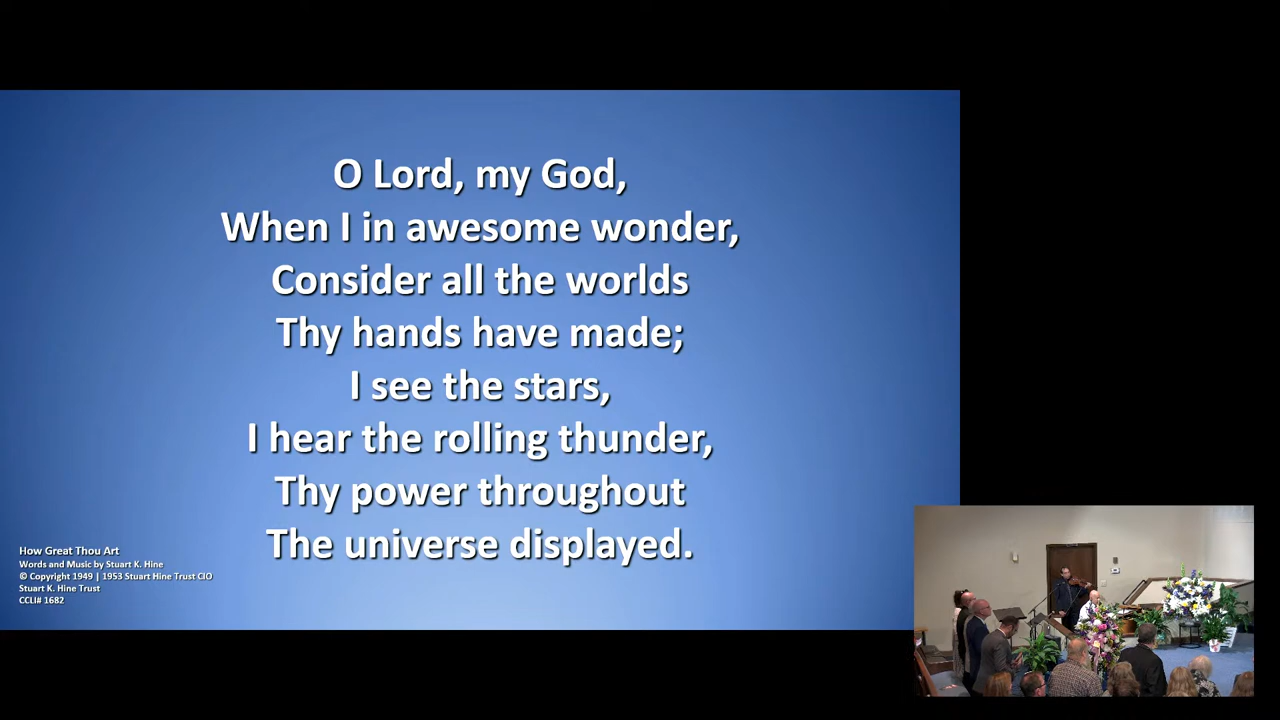 O Lord, my God,
When I in awesome wonder,
Consider all the worlds
Thy hands have made;
I see the stars,
I hear the rolling thunder,
Thy power throughout
The universe displayed.
How Great Thou Art
Words and Music by Stuart K. Hine
© Copyright 1949 | 1953 Stuart Hine Trust CIO
Stuart K. Hine Trust
CCLI# 1682